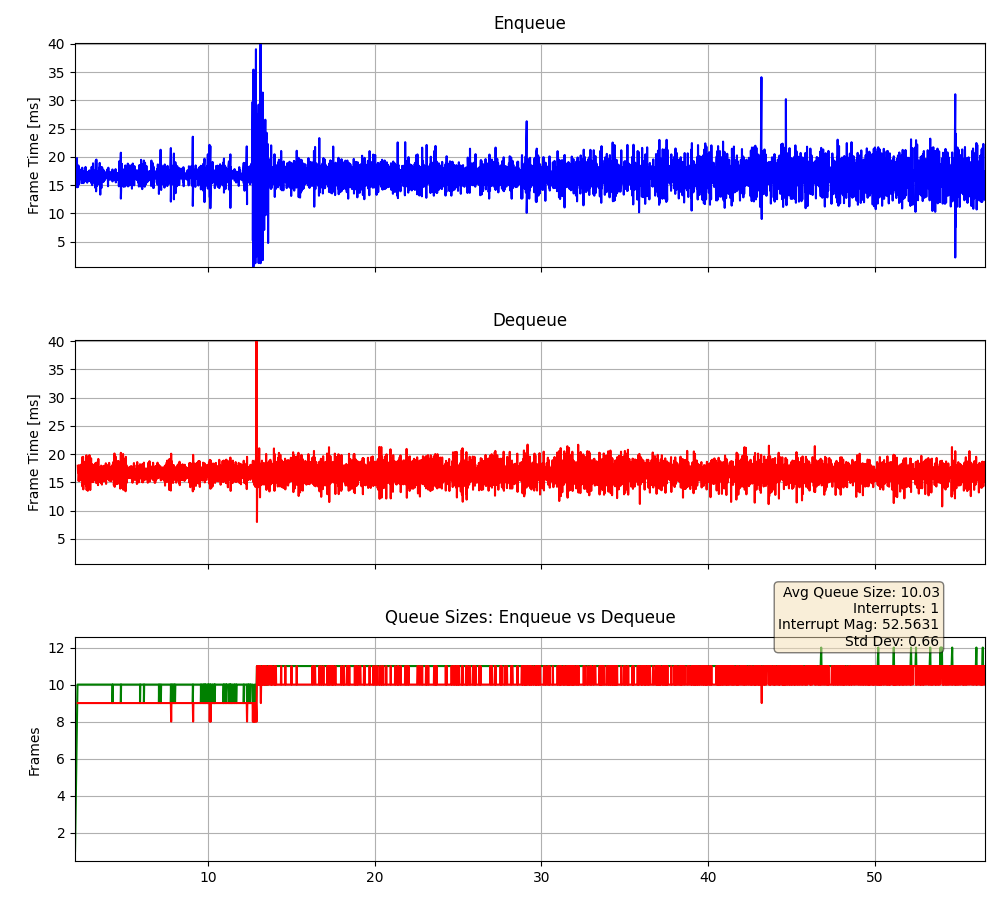 Enqueue
40
35
30
25
20
15
10
5
Frame Time [ms]
Dequeue
40
35
30
25
20
15
10
5
Frame Time [ms]
Avg Queue Size: 10.03
Interrupts: 1
Interrupt Mag: 52.5631
Std Dev: 0.66
Queue Sizes: Enqueue vs Dequeue
12
10
8
6
4
2
Frames
10 20 30 40 50